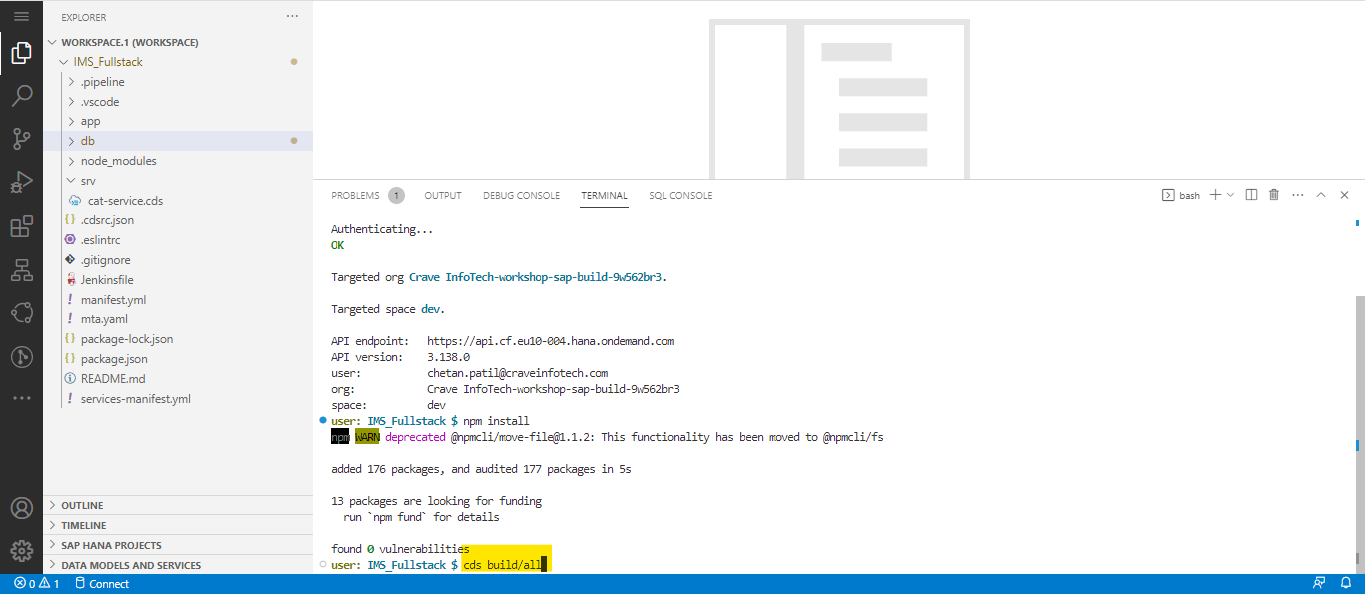 EXPLORER
WORKSPACE.1 (WORKSPACE)
IMS_Fullstack
.pipeline
.vscode
app
db
node_modules
srv
cat-service.cds
.cdsrc.json
.eslintrc
.gitignore
Jenkinsfile
manifest.yml
mta.yaml
package-lock.json
package.json
README.md
services-manifest.yml
OUTLINE
TIMELINE
SAP HANA PROJECTS
DATA MODELS AND SERVICES
PROBLEMS 1 OUTPUT DEBUG CONSOLE TERMINAL SQL CONSOLE
bash
Authenticating...
OK
Targeted org Crave InfoTech-workshop-sap-build-9w562br3.
Targeted space dev.
API endpoint: https://api.cf.eu10-004.hana.ondemand.com
API version: 3.138.0
user: chetan.patil@craveinfotech.com
org: Crave InfoTech-workshop-sap-build-9w562br3
space: dev
user: IMS_Fullstack $ npm install
npm WARN deprecated @npmcli/move-file@1.1.2: This functionality has been moved to @npmcli/fs
added 176 packages, and audited 177 packages in 5s
13 packages are looking for funding
run `npm fund` for details
found 0 vulnerabilities
user: IMS_Fullstack $ cds build/all
0 1 Connect